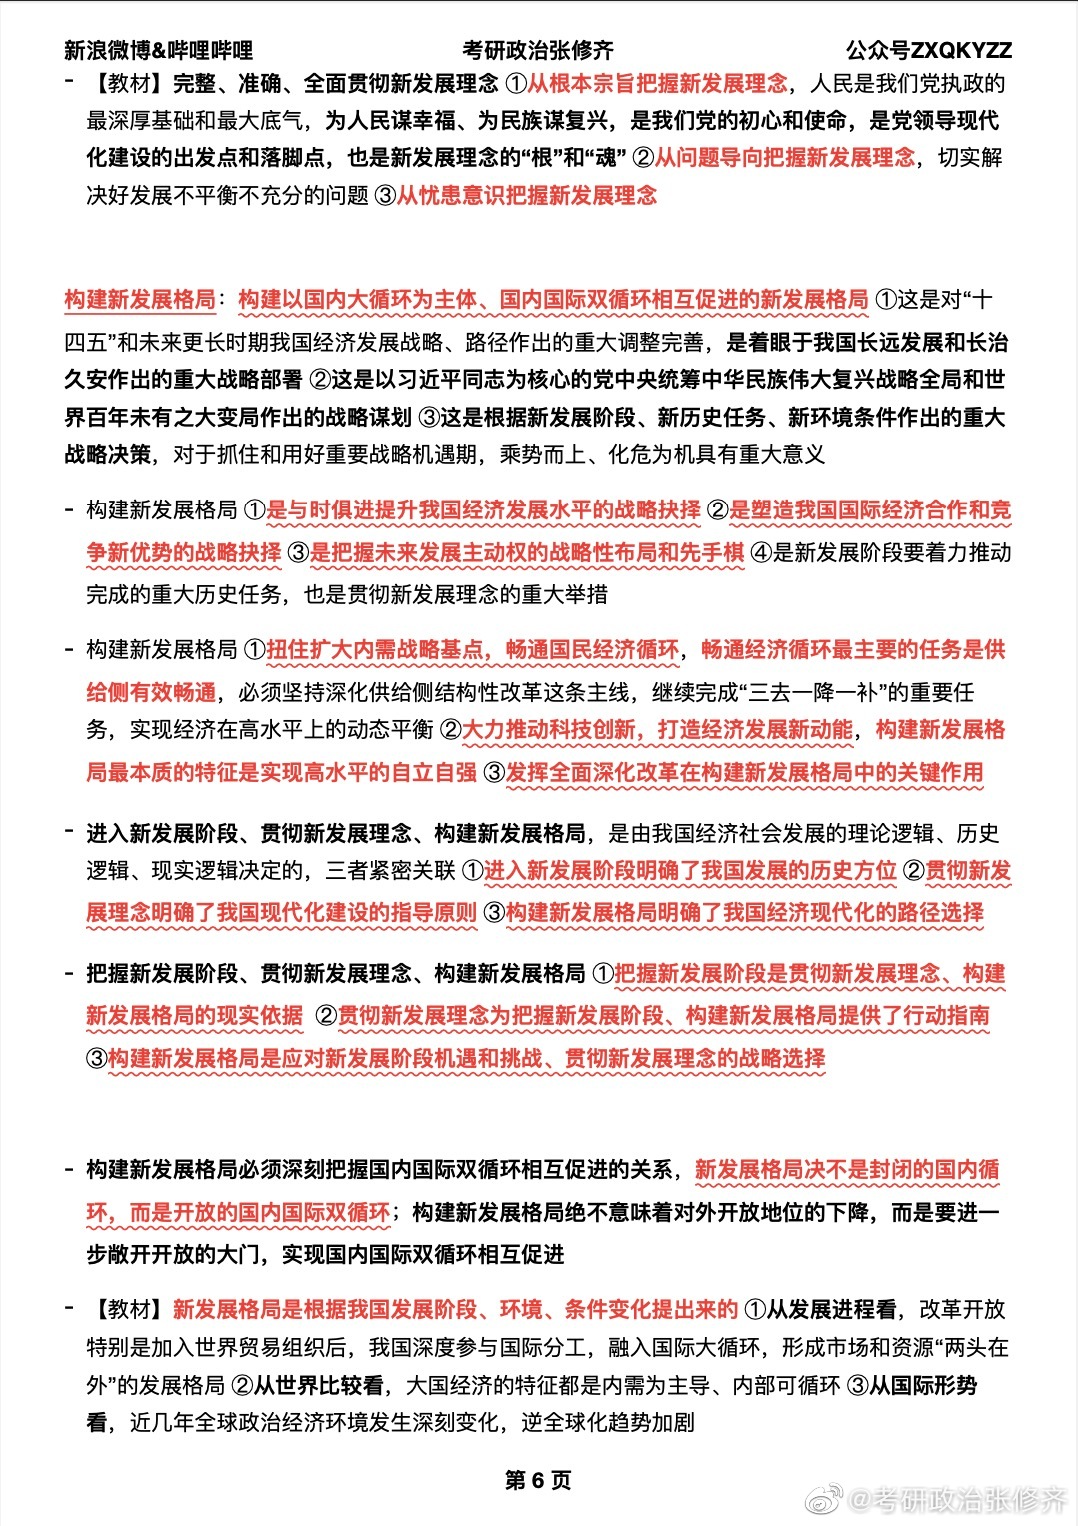 新浪微博&哔哩哔哩 考研政治张修齐 公众号ZXQKYZZ
- 【教材】完整、准确、全面贯彻新发展理念 ①从根本宗旨把握新发展理念，人民是我们党执政的
最深厚基础和最大底气，为人民谋幸福、为民族谋复兴，是我们党的初心和使命，是党领导现代
化建设的出发点和落脚点，也是新发展理念的“根”和“魂” ②从问题导向把握新发展理念，切实解
决好发展不平衡不充分的问题 ③从忧患意识把握新发展理念
构建新发展格局：构建以国内大循环为主体、国内国际双循环相互促进的新发展格局 ①这是对“十
四五”和未来更长时期我国经济发展战略、路径作出的重大调整完善，是着眼于我国长远发展和长治
久安作出的重大战略部署 ②这是以习近平同志为核心的党中央统筹中华民族伟大复兴战略全局和世
界百年未有之大变局作出的战略谋划 ③这是根据新发展阶段、新历史任务、新环境条件作出的重大
战略决策，对于抓住和用好重要战略机遇期，乘势而上、化危为机具有重大意义
- 构建新发展格局 ①是与时俱进提升我国经济发展水平的战略抉择 ②是塑造我国国际经济合作和竞
争新优势的战略抉择 ③是把握未来发展主动权的战略性布局和先手棋 ④是新发展阶段要着力推动
完成的重大历史任务，也是贯彻新发展理念的重大举措
- 构建新发展格局 ①扭住扩大内需战略基点，畅通国民经济循环，畅通经济循环最主要的任务是供
给侧有效畅通，必须坚持深化供给侧结构性改革这条主线，继续完成“三去一降一补”的重要任
务，实现经济在高水平上的动态平衡 ②大力推动科技创新，打造经济发展新动能，构建新发展格
局最本质的特征是实现高水平的自立自强 ③发挥全面深化改革在构建新发展格局中的关键作用
- 进入新发展阶段、贯彻新发展理念、构建新发展格局，是由我国经济社会发展的理论逻辑、历史
逻辑、现实逻辑决定的，三者紧密关联 ①进入新发展阶段明确了我国发展的历史方位 ②贯彻新发
展理念明确了我国现代化建设的指导原则 ③构建新发展格局明确了我国经济现代化的路径选择
- 把握新发展阶段、贯彻新发展理念、构建新发展格局 ①把握新发展阶段是贯彻新发展理念、构建
新发展格局的现实依据 ②贯彻新发展理念为把握新发展阶段、构建新发展格局提供了行动指南
③构建新发展格局是应对新发展阶段机遇和挑战、贯彻新发展理念的战略选择
- 构建新发展格局必须深刻把握国内国际双循环相互促进的关系，新发展格局决不是封闭的国内循
环，而是开放的国内国际双循环；构建新发展格局绝不意味着对外开放地位的下降，而是要进一
步敞开开放的大门，实现国内国际双循环相互促进
- 【教材】新发展格局是根据我国发展阶段、环境、条件变化提出来的 ①从发展进程看，改革开放
特别是加入世界贸易组织后，我国深度参与国际分工，融入国际大循环，形成市场和资源“两头在
外”的发展格局 ②从世界比较看，大国经济的特征都是内需为主导、内部可循环 ③从国际形势
看，近几年全球政治经济环境发生深刻变化，逆全球化趋势加剧
第 6 页
@考研政治张修齐